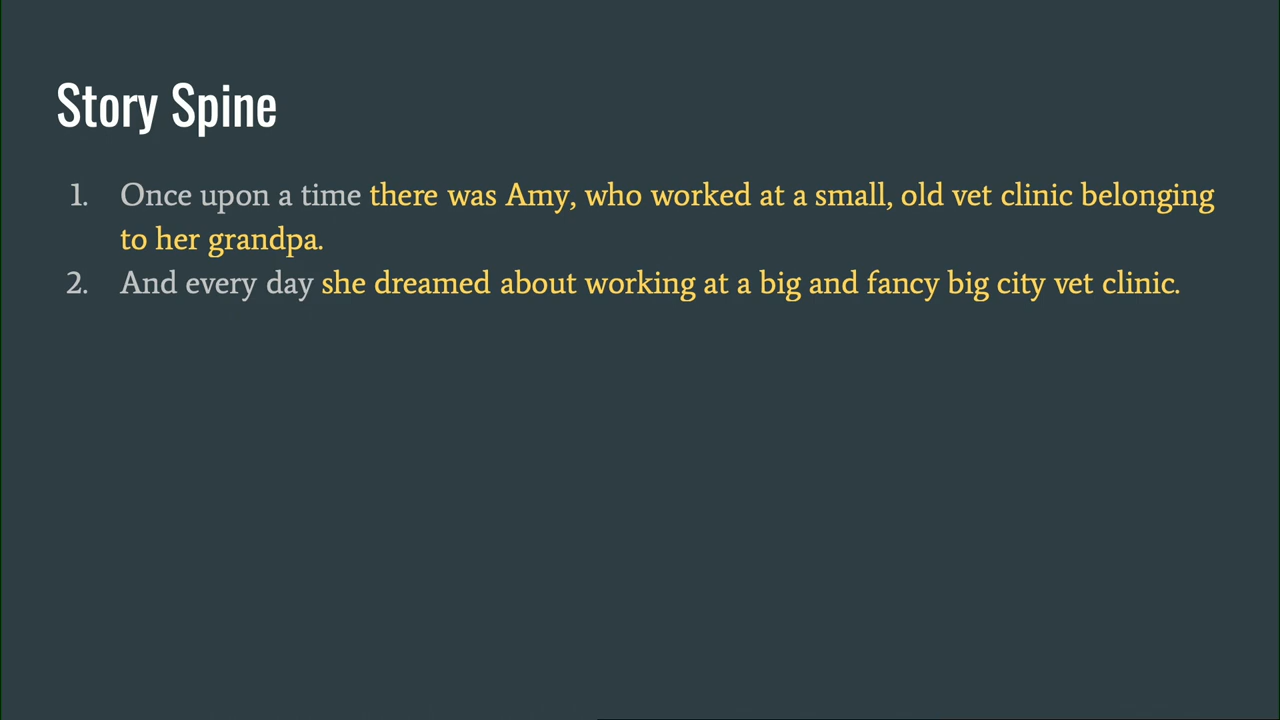 Story Spine
1. Once upon a time there was Amy, who worked at a small, old vet clinic belonging
to her grandpa.
2. And every day she dreamed about working at a big and fancy big city vet clinic.